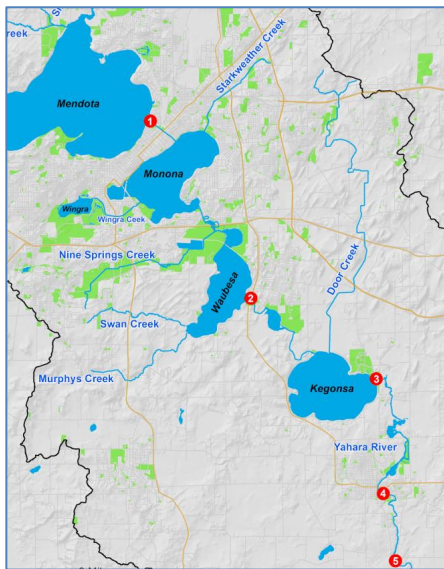 Creek
Starkweather Creek
Mendota
1
Monona
Wingra
Wingra Ceek
Nine Springs Creek
Door Creek
Waubesa
2
Swan Creek
Murphys Creek
3
Kegonsa
Yahara River
4
5